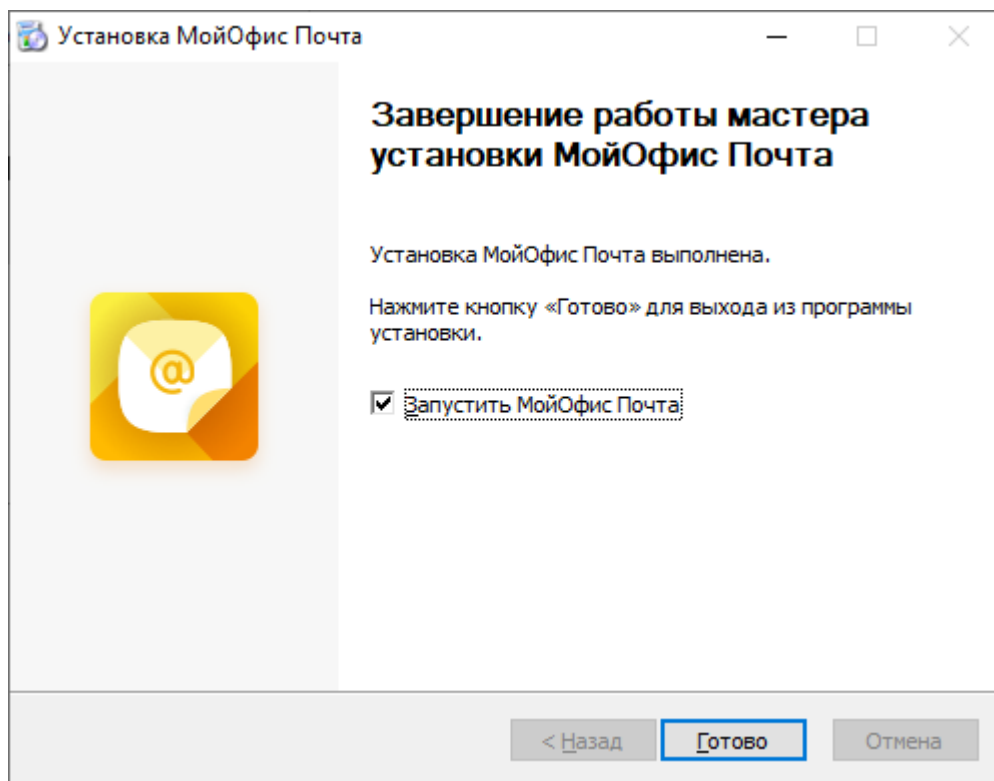 Установка МойОфис Почта
Завершение работы мастера
установки МойОфис Почта
Установка МойОфис Почта выполнена.
Нажмите кнопку «Готово» для выхода из программы
установки.
@
Запустить МойОфис Почта
< Назад
Готово
Отмена